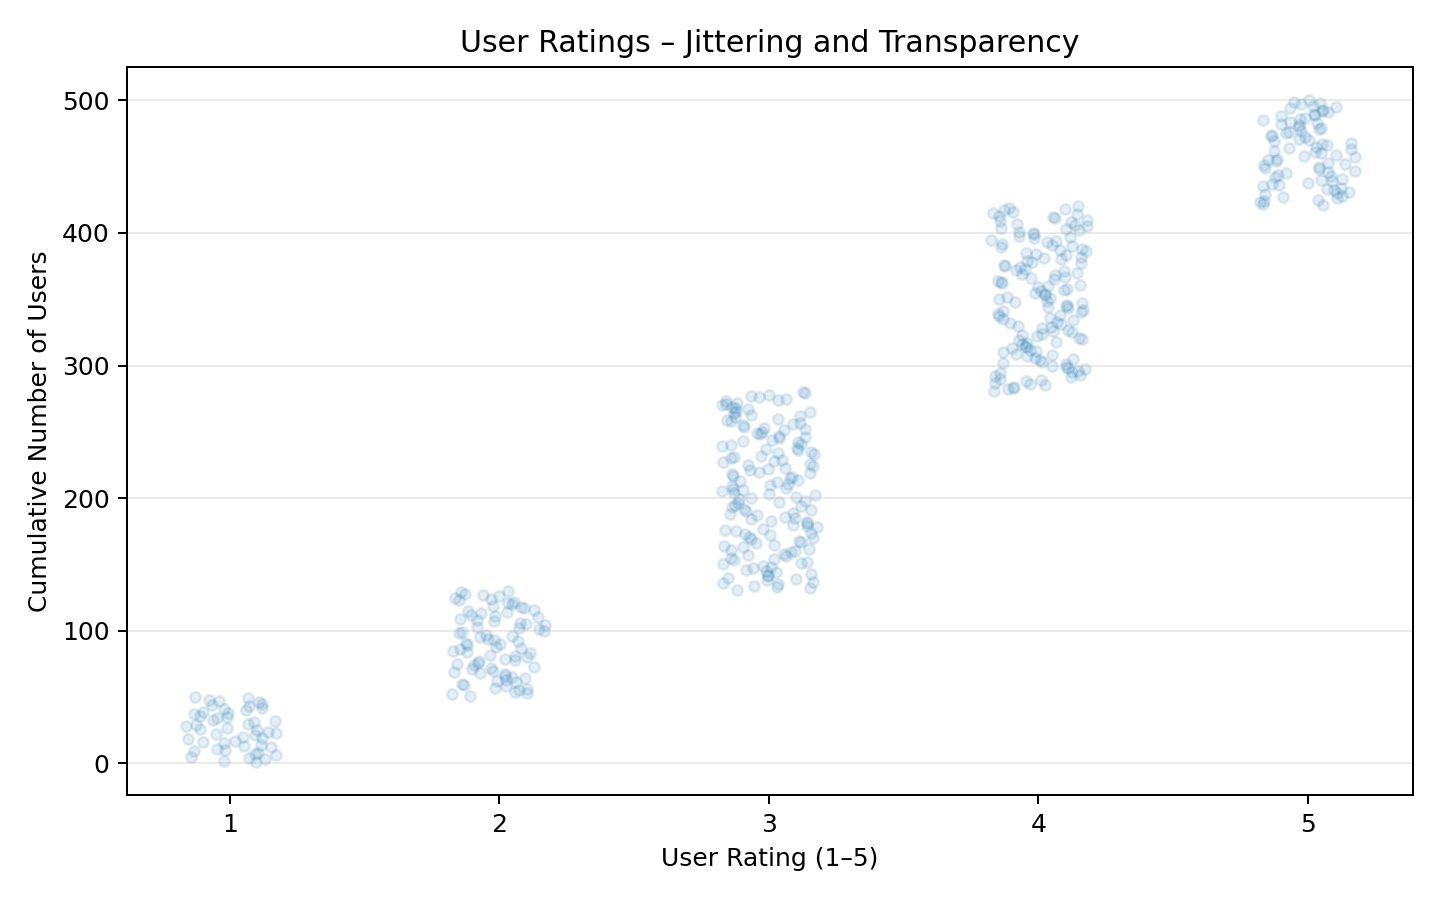 User Ratings – Jittering and Transparency
Cumulative Number of Users
500
400
300
200
100
0
1 2 3 4 5
User Rating (1–5)